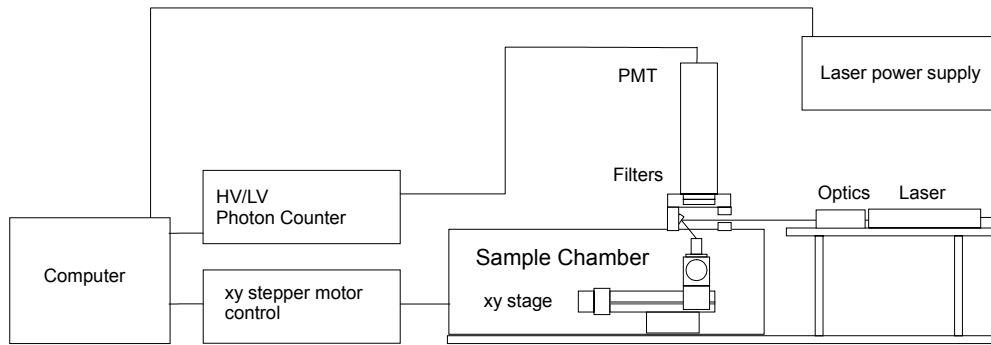 PMT
Laser power supply
Filters
HV/LV
Photon Counter
Optics
Laser
Computer
Sample Chamber
xy stepper motor
control
xy stage